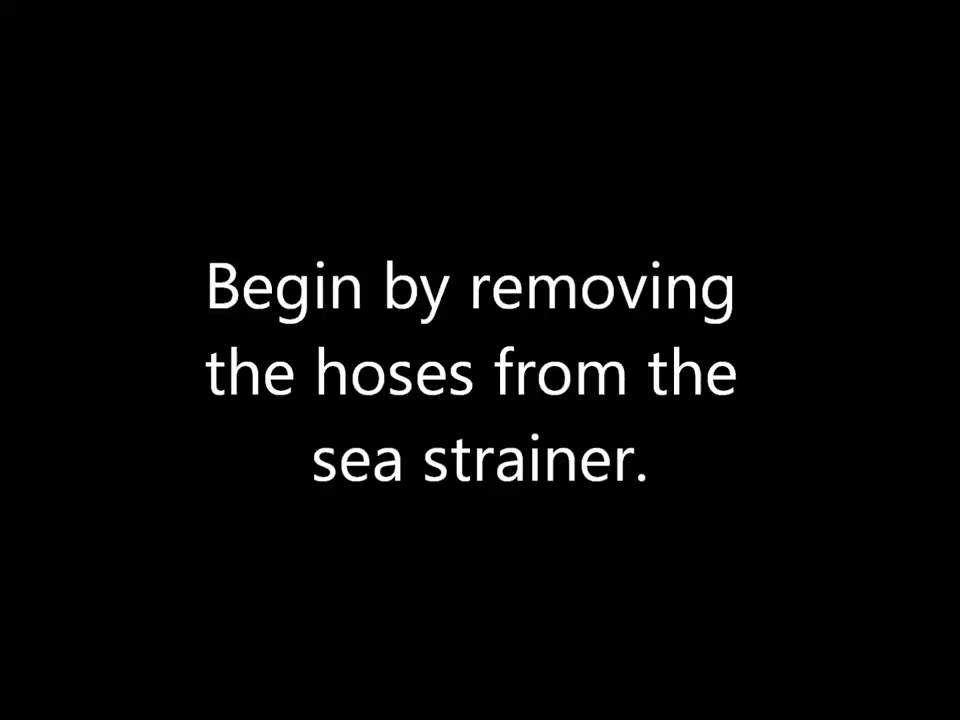 Begin by removing
the hoses from the
sea strainer.